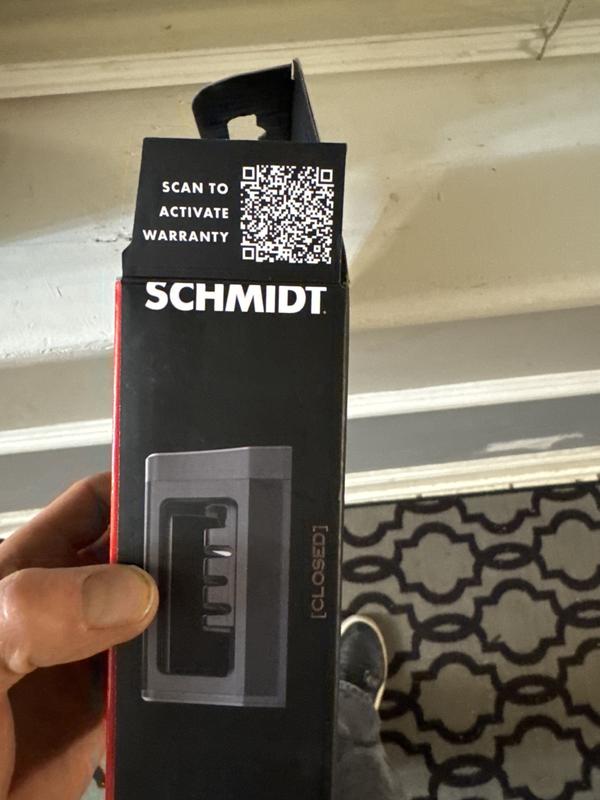 SCAN TO
ACTIVATE
WARRANTY
SCHMIDT.
[CLOSED]